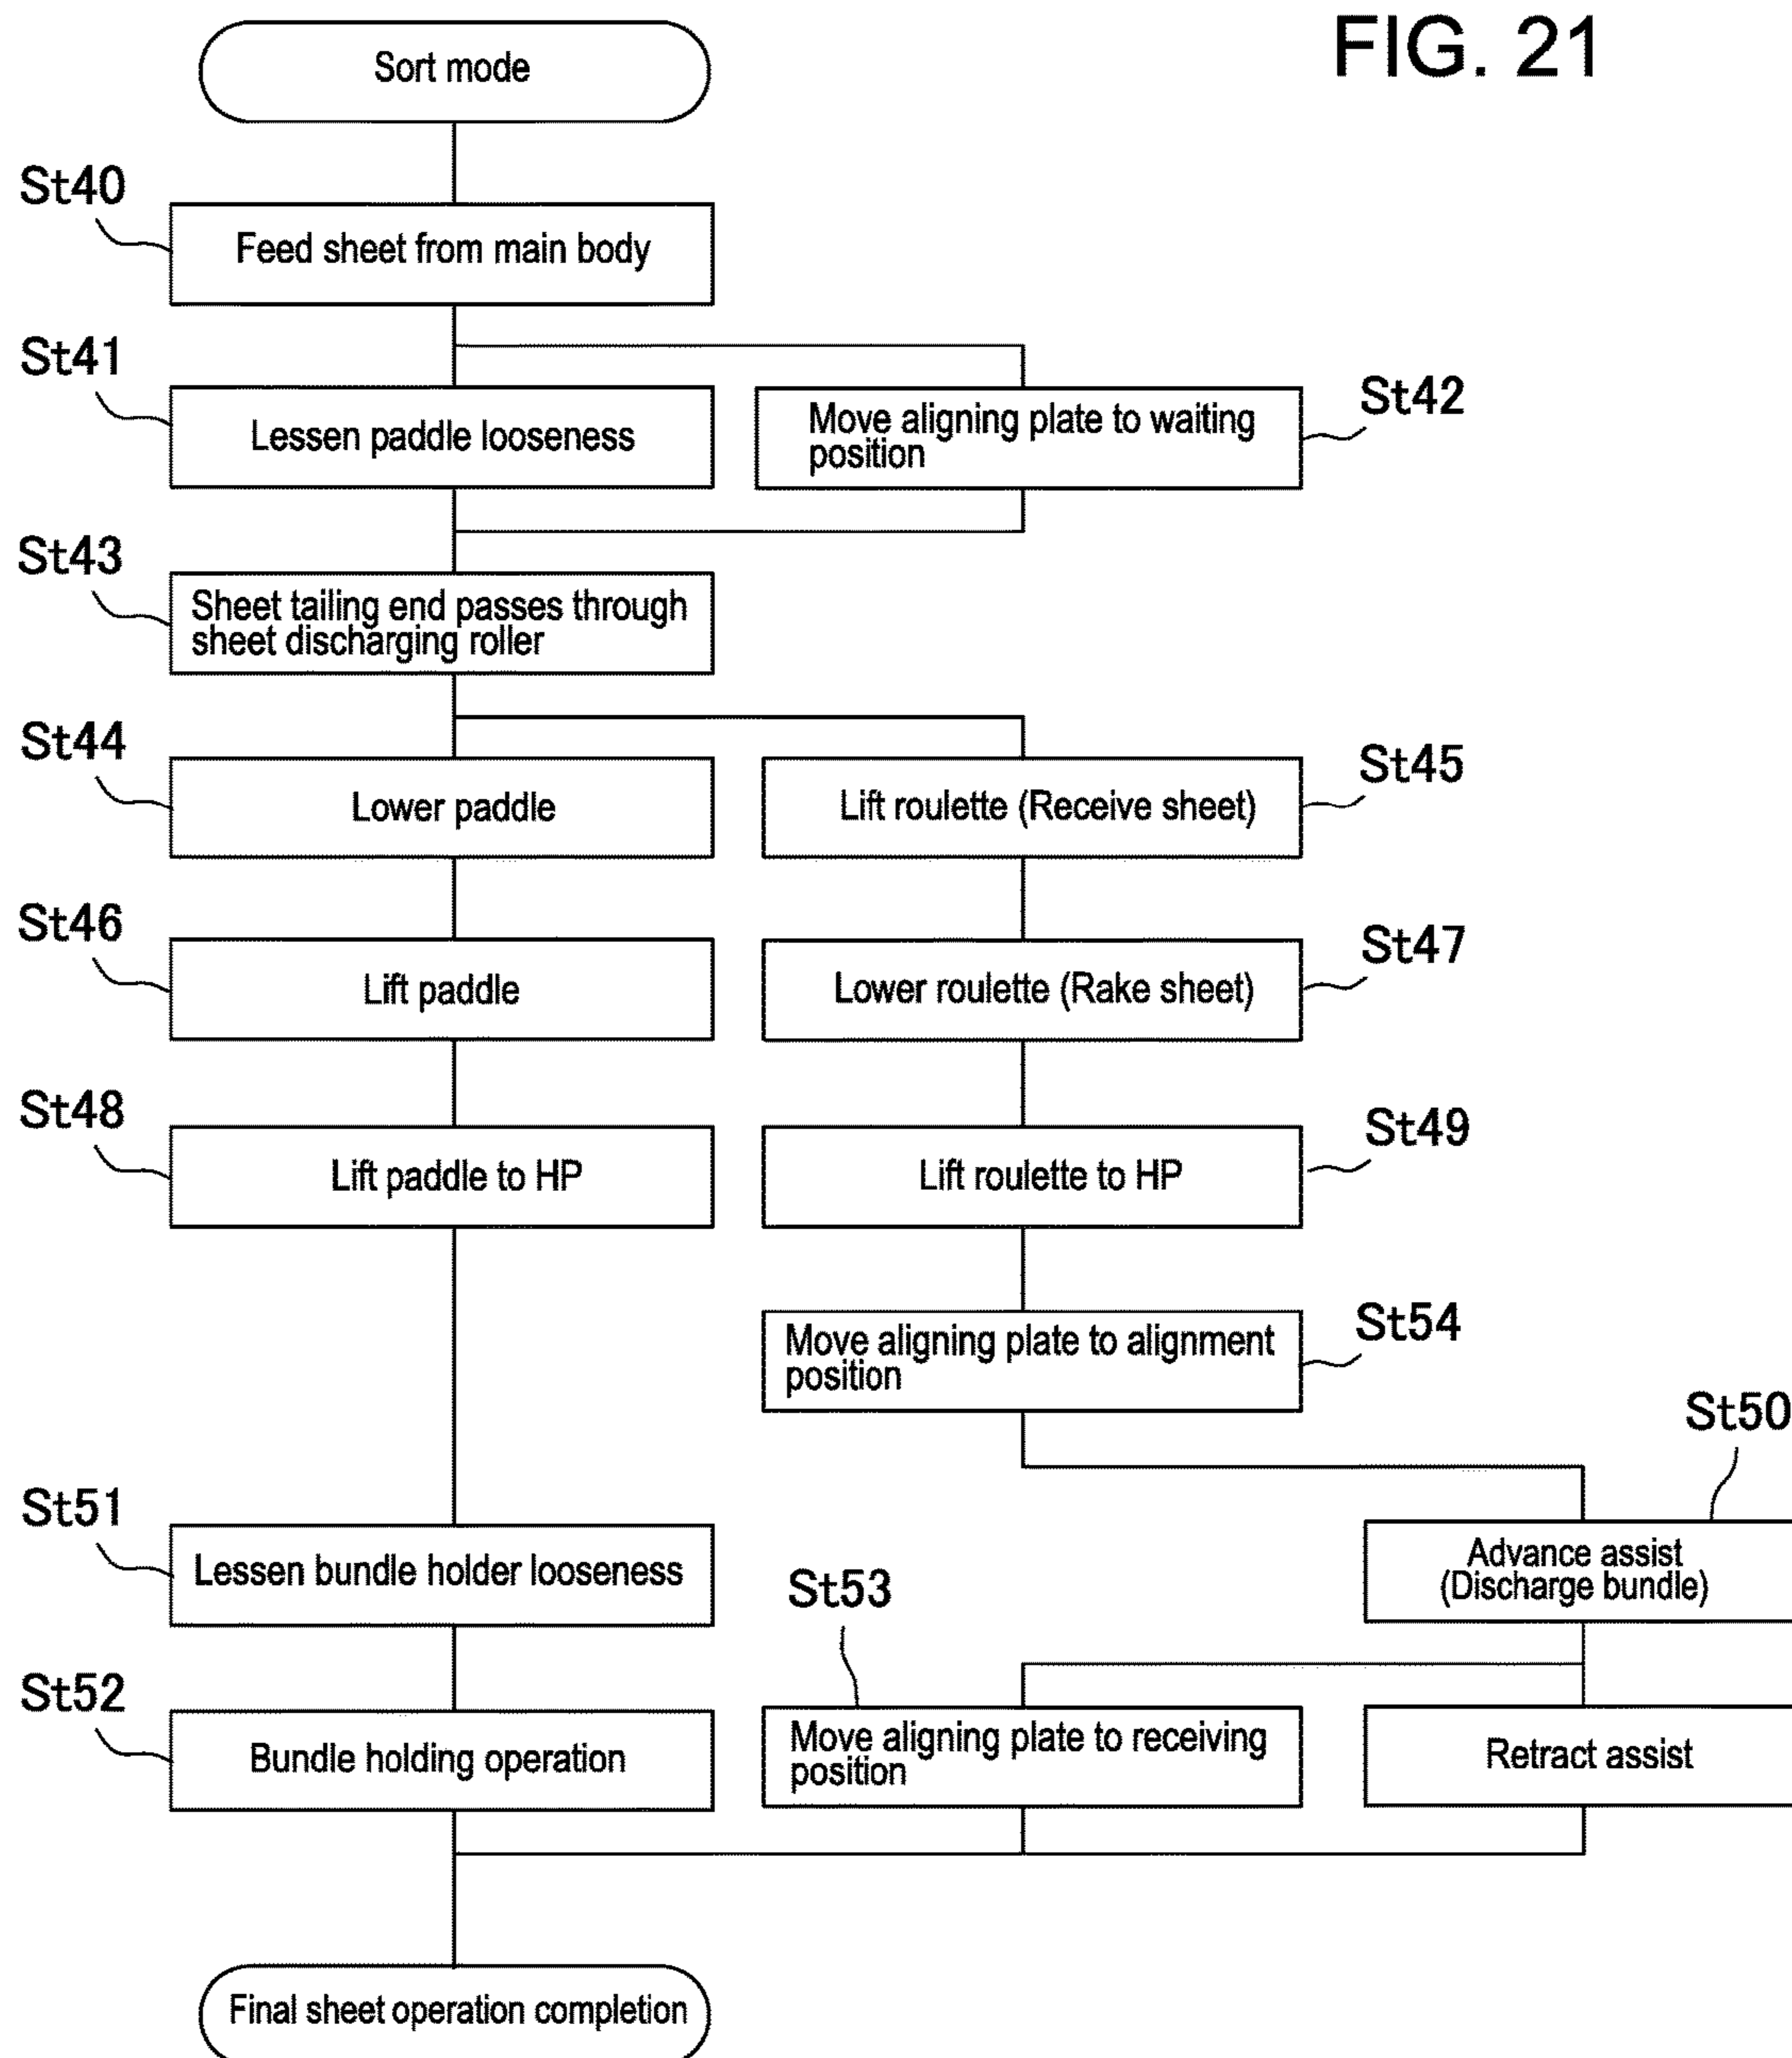 FIG. 21
Sort mode
St40
Feed sheet from main body
St41
Lessen paddle looseness
Move aligning plate to waiting
position
St42
St43
Sheet tailing end passes through
sheet discharging roller
St44
Lower paddle
Lift roulette (Receive sheet)
St45
St46
Lift paddle
Lower roulette (Rake sheet)
St47
St48
Lift paddle to HP
Lift roulette to HP
St49
Move aligning plate to alignment
position
St54
St50
Advance assist
(Discharge bundle)
St51
Lessen bundle holder looseness
St53
St52
Bundle holding operation
Move aligning plate to receiving
position
Retract assist
Final sheet operation completion